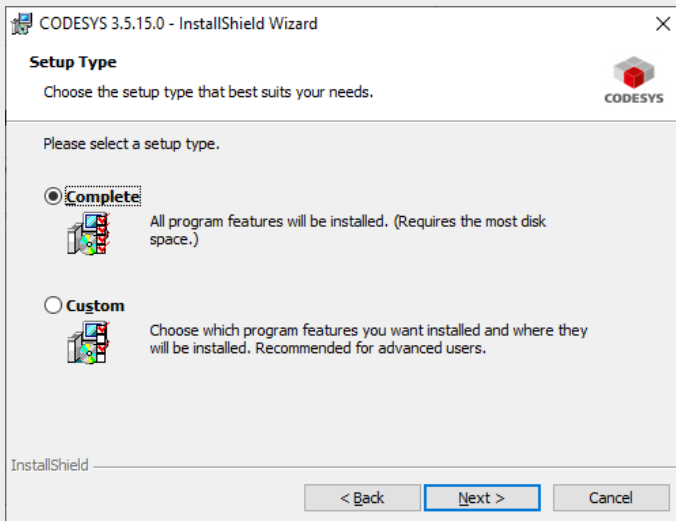 CODESYS 3.5.15.0 - InstallShield Wizard
Setup Type
Choose the setup type that best suits your needs.
CODESYS
Please select a setup type.
Complete
All program features will be installed. (Requires the most disk
space.)
Custom
Choose which program features you want installed and where they
will be installed. Recommended for advanced users.
InstallShield
< Back
Next >
Cancel